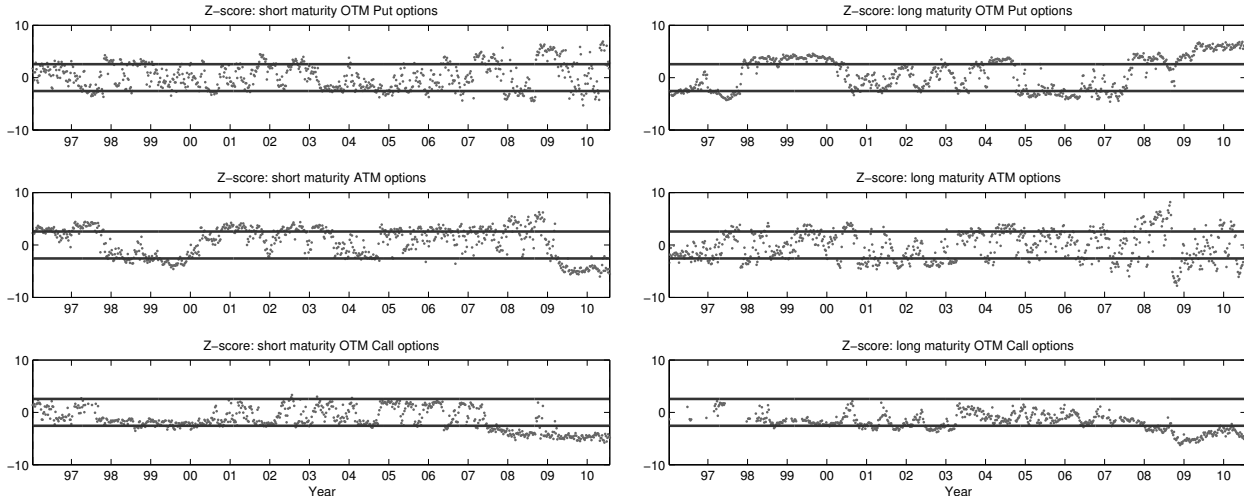 Z−score: short maturity OTM Put options
10
0
−10
97 98 99 00 01 02 03 04 05 06 07 08 09 10
Z−score: long maturity OTM Put options
10
0
−10
97 98 99 00 01 02 03 04 05 06 07 08 09 10
Z−score: short maturity ATM options
10
0
−10
97 98 99 00 01 02 03 04 05 06 07 08 09 10
Z−score: long maturity ATM options
10
0
−10
97 98 99 00 01 02 03 04 05 06 07 08 09 10
Z−score: short maturity OTM Call options
10
0
−10
97 98 99 00 01 02 03 04 05 06 07 08 09 10
Year
Z−score: long maturity OTM Call options
10
0
−10
97 98 99 00 01 02 03 04 05 06 07 08 09 10
Year